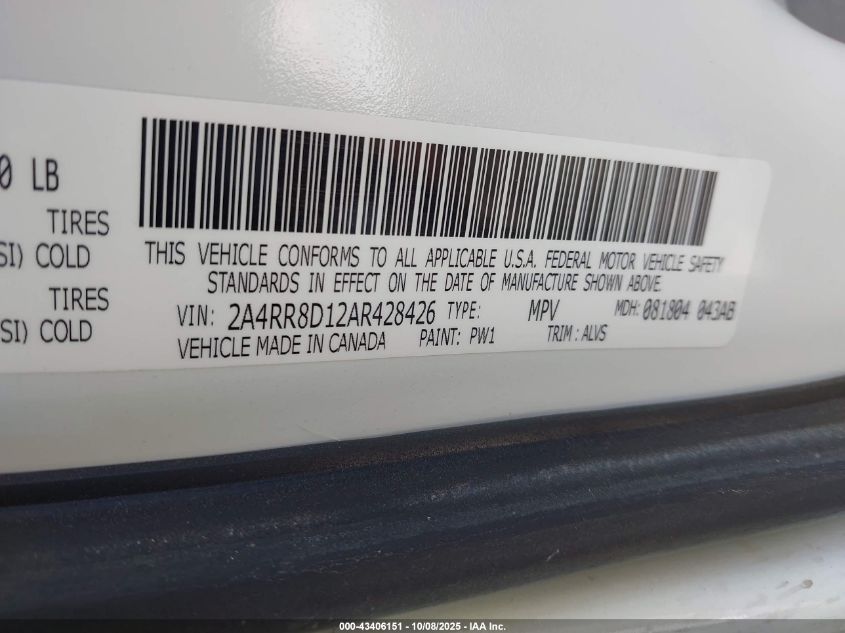 0 LB
TIRES
SI) COLD
TIRES
SI) COLD
THIS VEHICLE CONFORMS TO ALL APPLICABLE U.S.A. FEDERAL MOTOR VEHICLE SAFETY
STANDARDS IN EFFECT ON THE DATE OF MANUFACTURE SHOWN ABOVE.
VIN: 2A4RR8D12AR428426 TYPE: MPV MDH: 081804 043AB
VEHICLE MADE IN CANADA PAINT: PW1 TRIM: ALVS
000-43406151 - 10/08/2025 - IAA Inc.